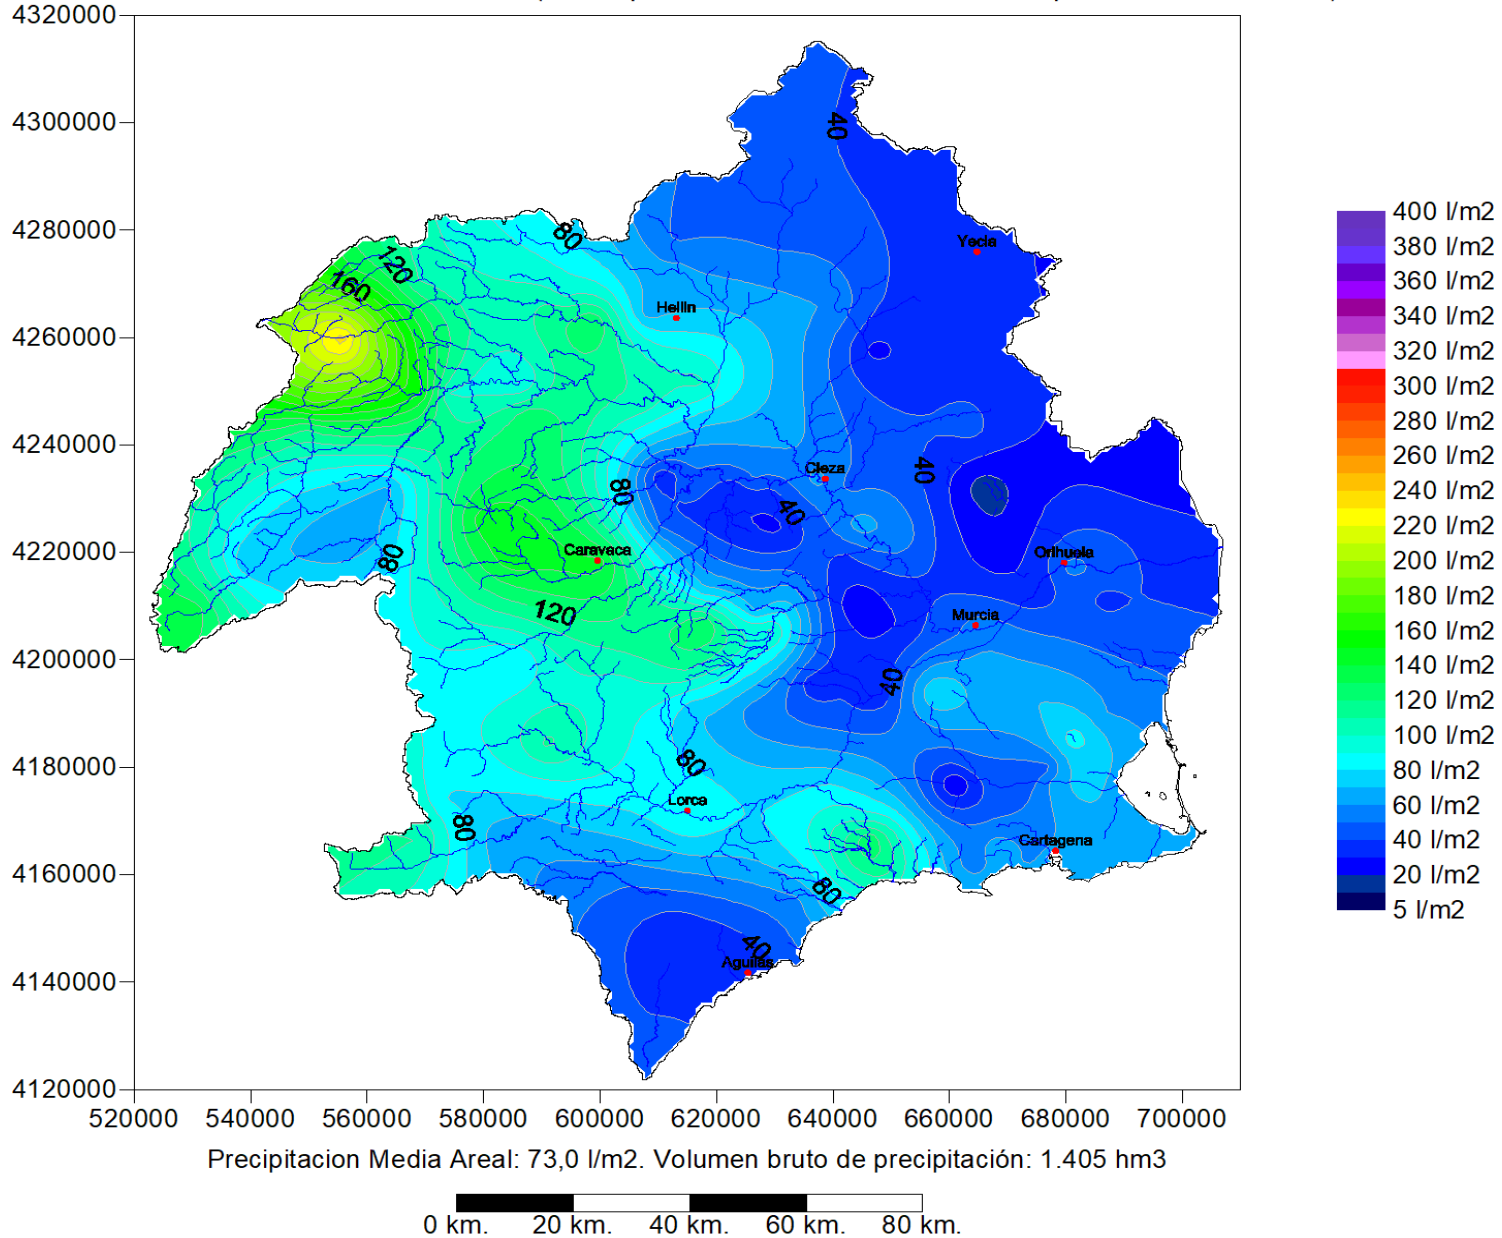 4320000
4300000
4280000
4260000
4240000
4220000
4200000
4180000
4160000
4140000
4120000
520000 540000 560000 580000 600000 620000 640000 660000 680000 700000
40
Yecla
80
120
160
Hellin
Cieza
40
80
40
Orihuela
Caravaca
80
120
Murcia
40
80
Lorca
80
Cartagena
80
40
Aguilas
400 l/m2
380 l/m2
360 l/m2
340 l/m2
320 l/m2
300 l/m2
280 l/m2
260 l/m2
240 l/m2
220 l/m2
200 l/m2
180 l/m2
160 l/m2
140 l/m2
120 l/m2
100 l/m2
80 l/m2
60 l/m2
40 l/m2
20 l/m2
5 l/m2
Precipitacion Media Areal: 73,0 l/m2. Volumen bruto de precipitación: 1.405 hm3
0 km. 20 km. 40 km. 60 km. 80 km.